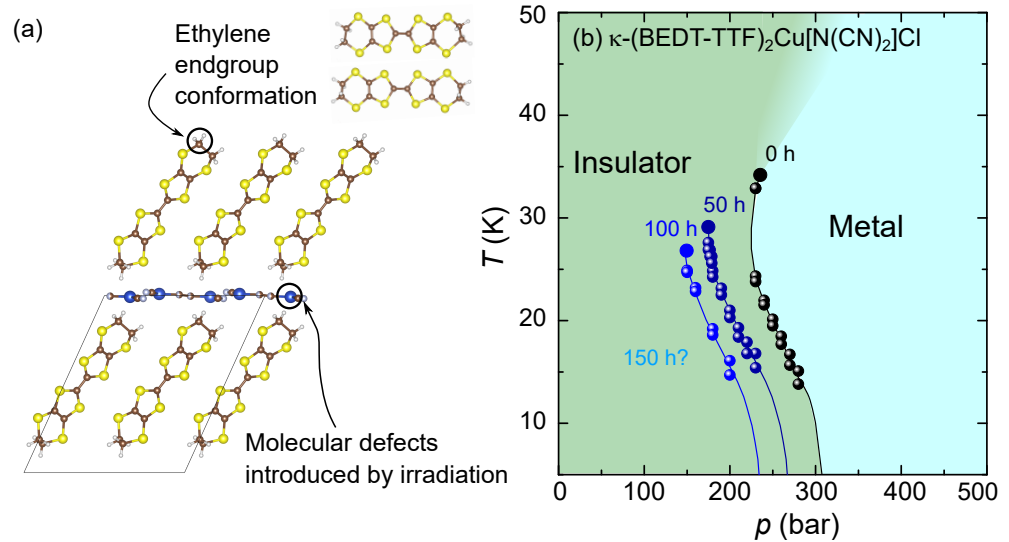 (a)
Ethylene
endgroup
conformation
Molecular defects
introduced by irradiation
(b) κ-(BEDT-TTF)₂Cu[N(CN)₂]Cl
Insulator
Metal
0 h
50 h
100 h
150 h?
T (K)
50
40
30
20
10
0 100 200 300 400 500
p (bar)